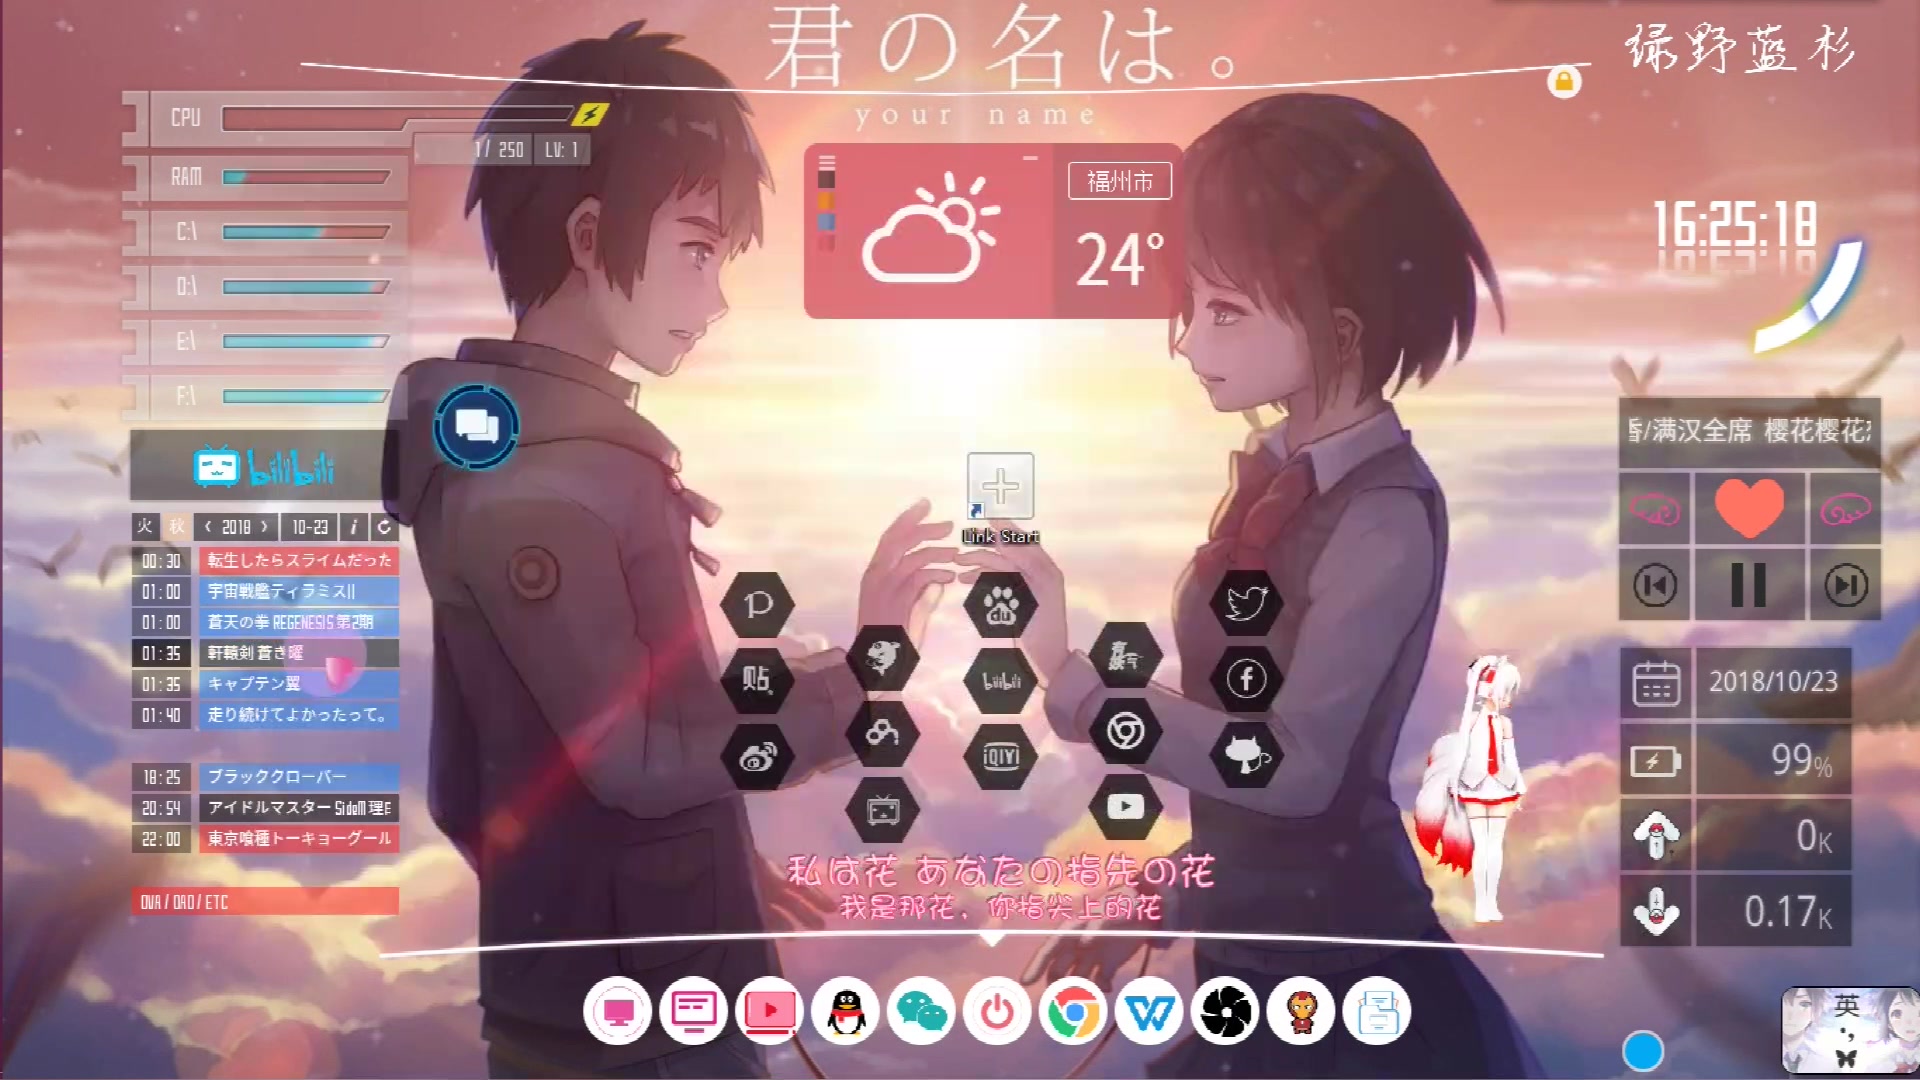 君の名は。
your name
绿野蓝杉
CPU
1/ 250
LV: 1
RAM
C:\
D:\
E:\
F:\
福州市
24°
16:25:18
bilibili
火 秋 < 2018 > 10-23 i
00:30 転生したらスライムだった
01:00 宇宙戦艦ティラミスII
01:00 蒼天の拳 REGENESIS 第2期
01:35 軒轅剣 蒼き曜
01:35 キャプテン翼
01:40 走り続けてよかったって。
18:25 ブラッククローバー
20:54 アイドルマスター SideM 理由
22:00 東京喰種トーキョーグール
OVA / OAD / ETC
Link Start
du
贴
bilibili
iQIYI
香/满汉全席 樱花樱花
2018/10/23
99%
0K
0.17K
私は花 あなたの指先の花
我是那花，你指尖上的花
英